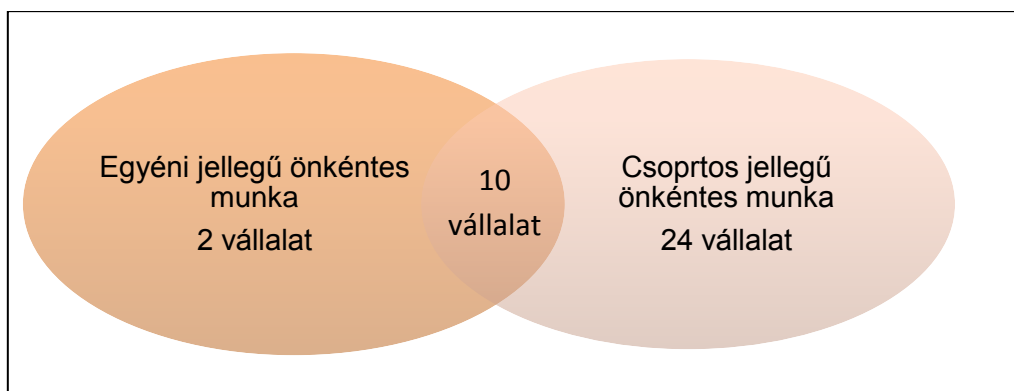 Egyéni jellegű önkéntes
munka
2 vállalat
10
vállalat
Csoprtos jellegű
önkéntes munka
24 vállalat